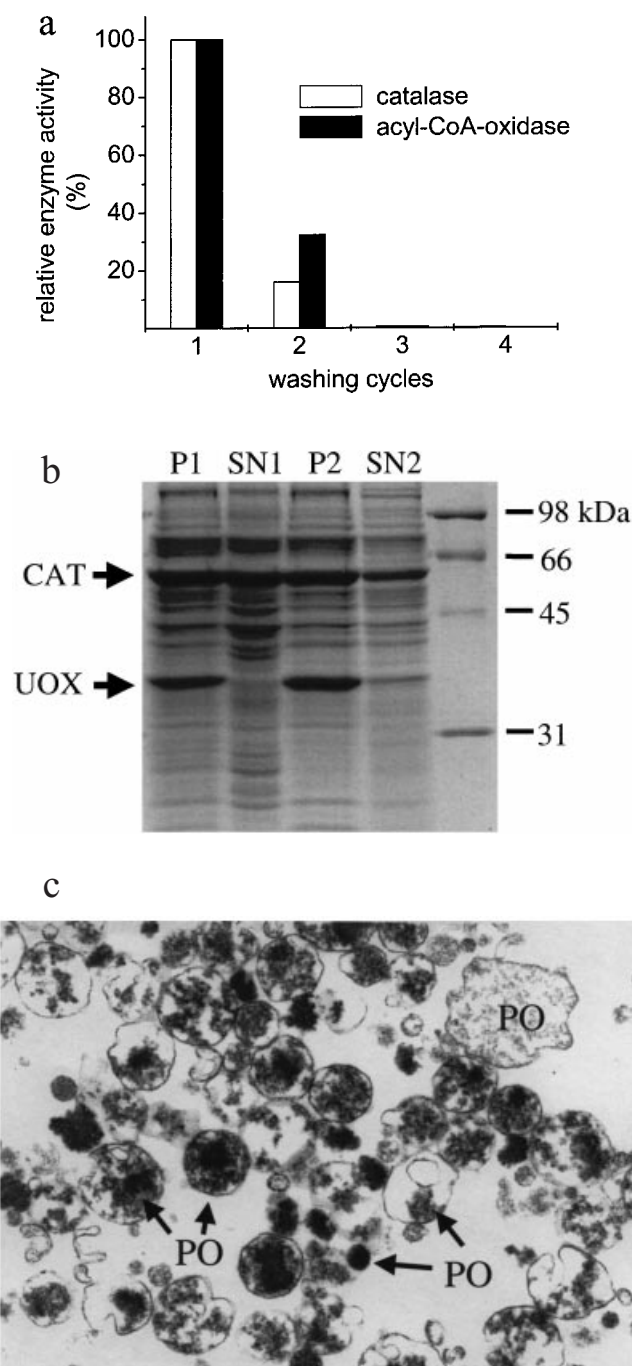 a
100
80
60
40
20
relative enzyme activity
(%)
catalase
acyl-CoA-oxidase
1 2 3 4
washing cycles
b
P1 SN1 P2 SN2
98 kDa
CAT
66
45
UOX
31
c
PO
PO
PO